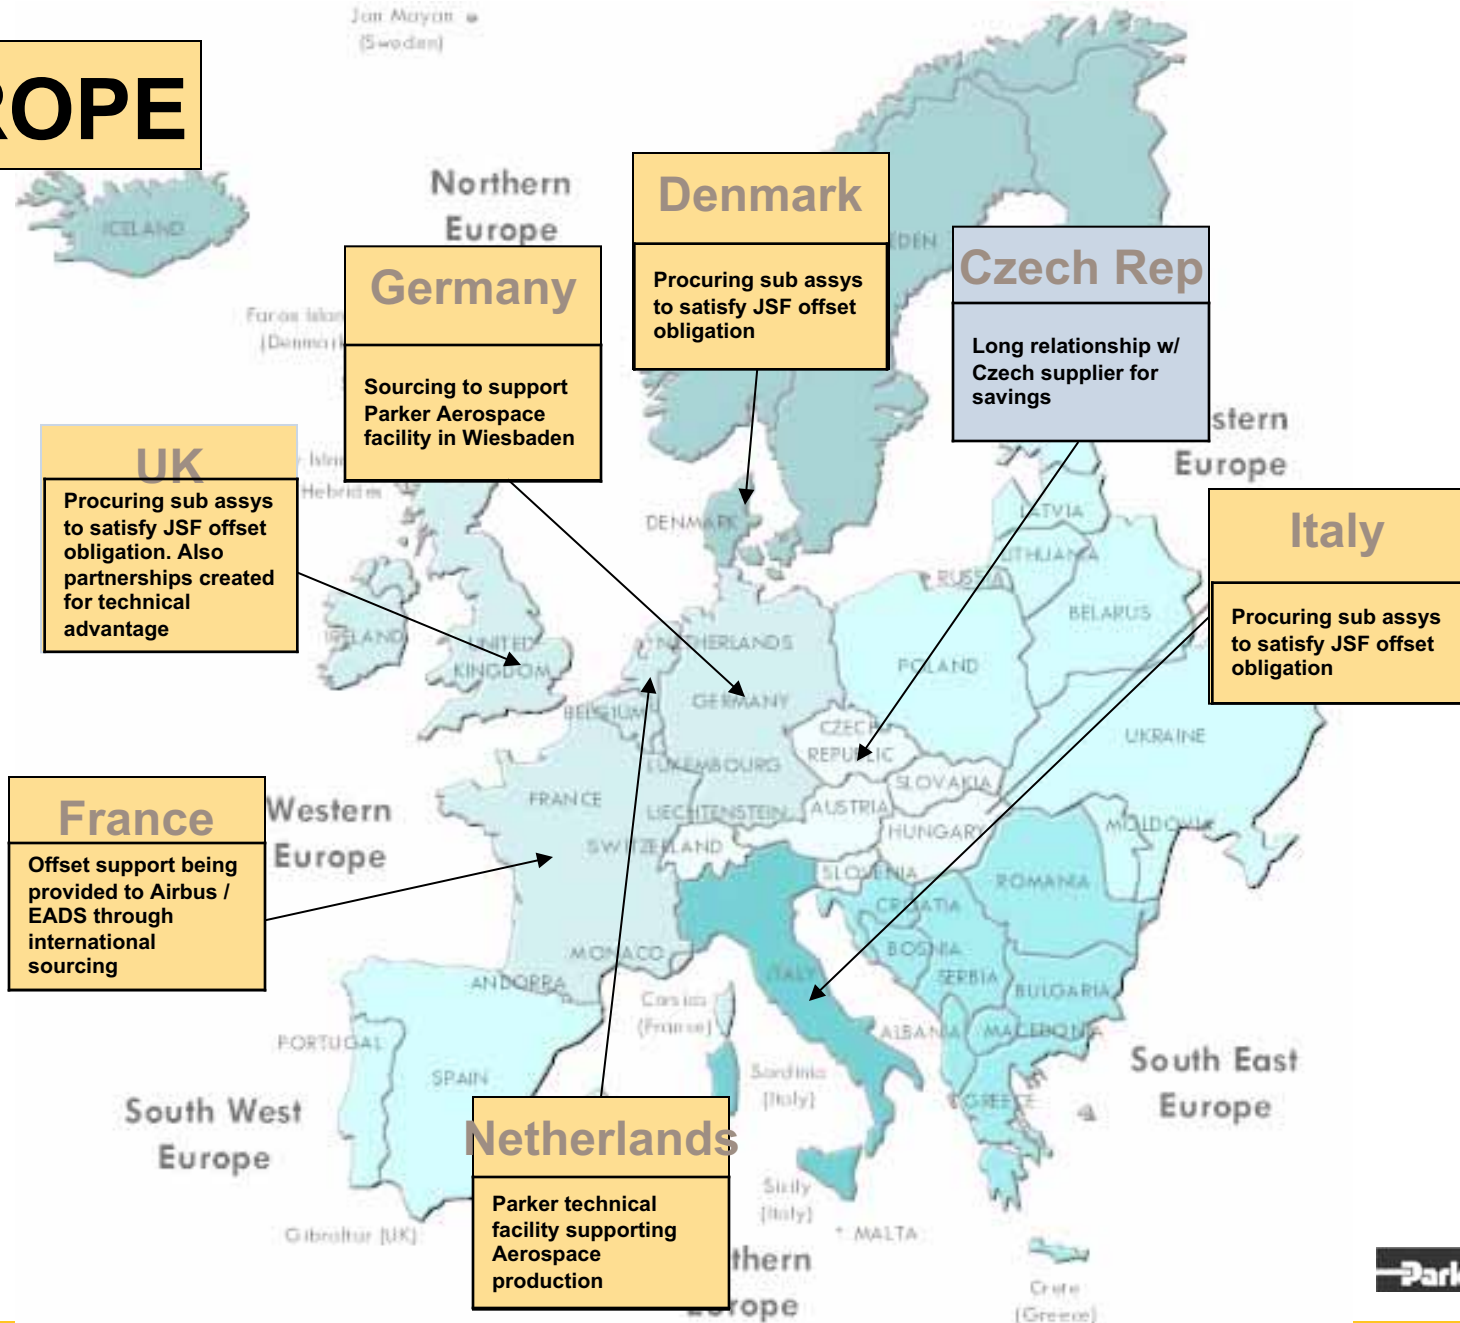 Jan Mayan
(Sweden)
ROPE
ICELAND
Northern
Europe
Denmark
Procuring sub assys
to satisfy JSF offset
obligation
EDEN
Czech Rep
Long relationship w/
Czech supplier for
savings
Germany
Sourcing to support
Parker Aerospace
facility in Wiesbaden
(Denmark
stern
Europe
UK
Procuring sub assys
to satisfy JSF offset
obligation. Also
partnerships created
for technical
advantage
Hebrides
DENMARK
LATVIA
LITHUANIA
RUSSIA
BELARUS
Italy
Procuring sub assys
to satisfy JSF offset
obligation
IRELAND
UNITED
KINGDOM
NETHERLANDS
POLAND
GERMANY
BELGIUM
CZECH
REPUBLIC
UKRAINE
LUXEMBOURG
SLOVAKIA
FRANCE
LIECHTENSTEIN
AUSTRIA
HUNGARY
MOLDOVA
SWITZERLAND
SLOVENIA
ROMANIA
CROATIA
Western
Europe
France
Offset support being
provided to Airbus /
EADS through
international
sourcing
MONACO
BOSNIA
ITALY
SERBIA
BULGARIA
ANDORRA
Corsica
(France)
ALBANIA
MACEDONIA
PORTUGAL
SPAIN
Sardinia
(Italy)
GREECE
South East
Europe
South West
Europe
Netherlands
Parker technical
facility supporting
Aerospace
production
Sicily
(Italy)
Gibraltar (UK)
MALTA
thern
rope
Crete
(Greece)
Park